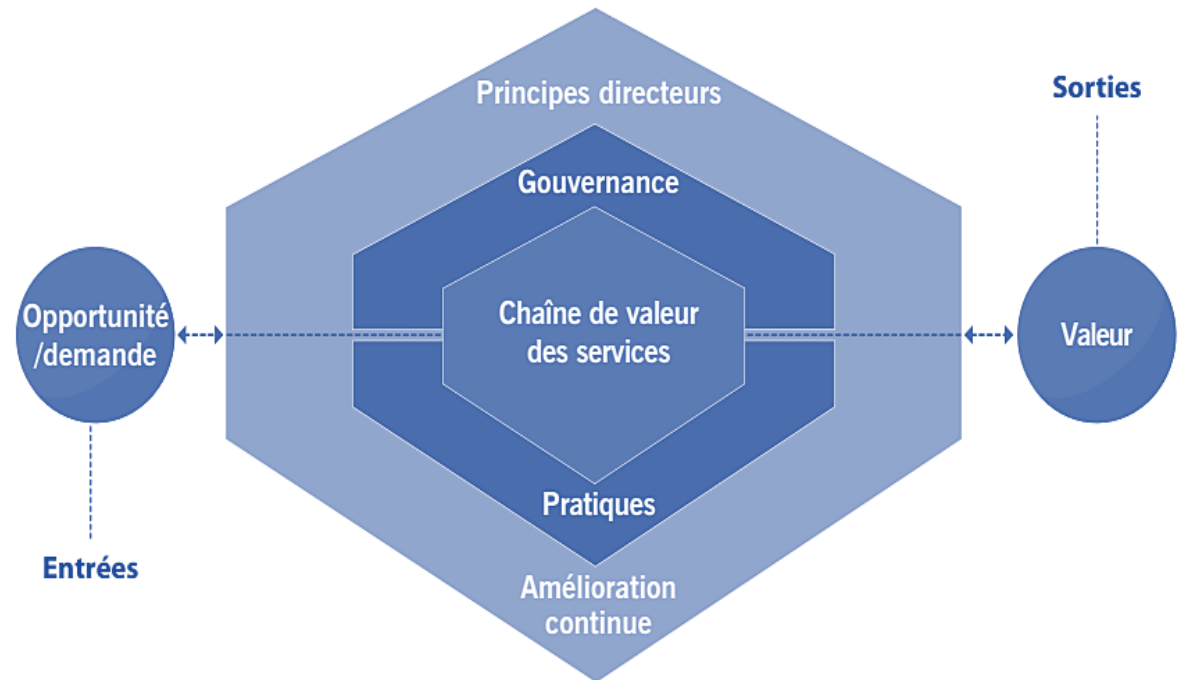 Principes directeurs
Sorties
Gouvernance
Opportunité
/demande
Chaîne de valeur
des services
Valeur
Pratiques
Entrées
Amélioration
continue